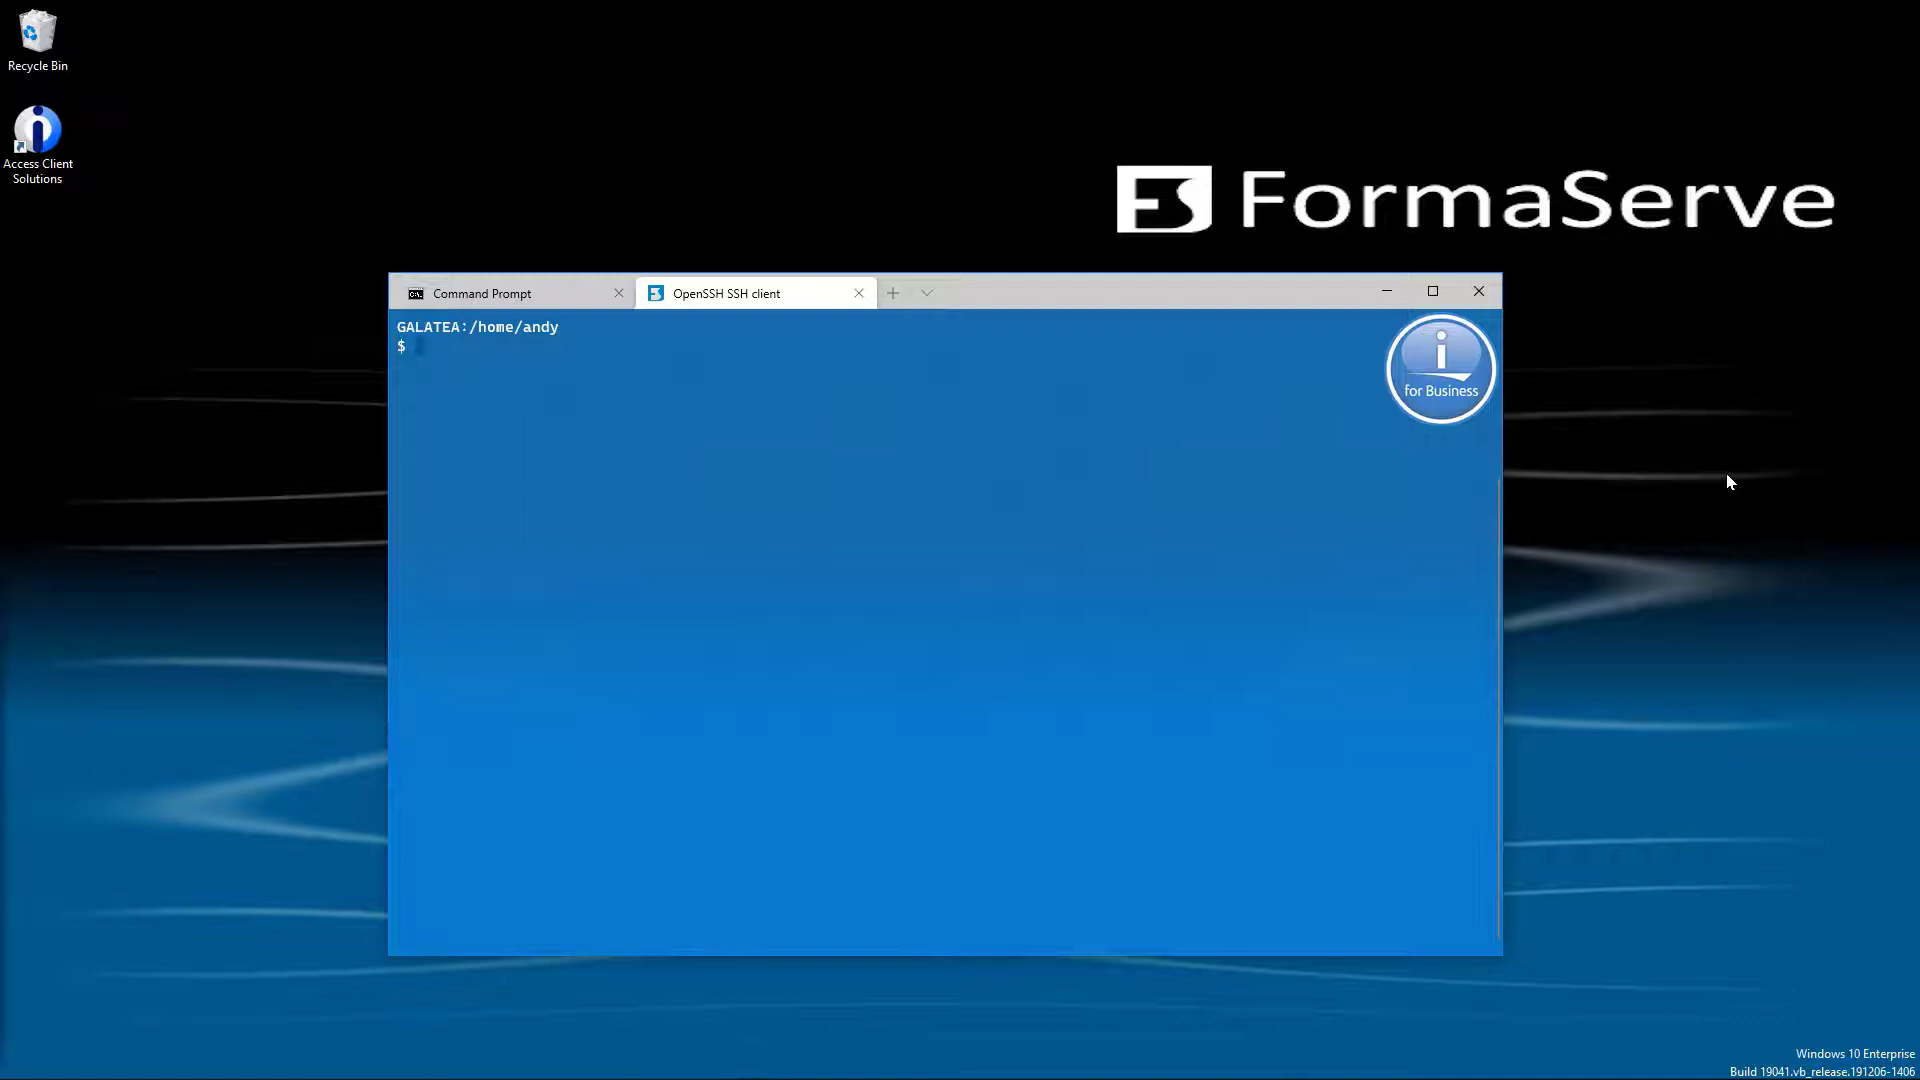 Recycle Bin
Access Client
Solutions
FS FormaServe
Command Prompt
OpenSSH SSH client
GALATEA:/home/andy
$
i
for Business
Windows 10 Enterprise
Build 19041.vb_release.191206-1406